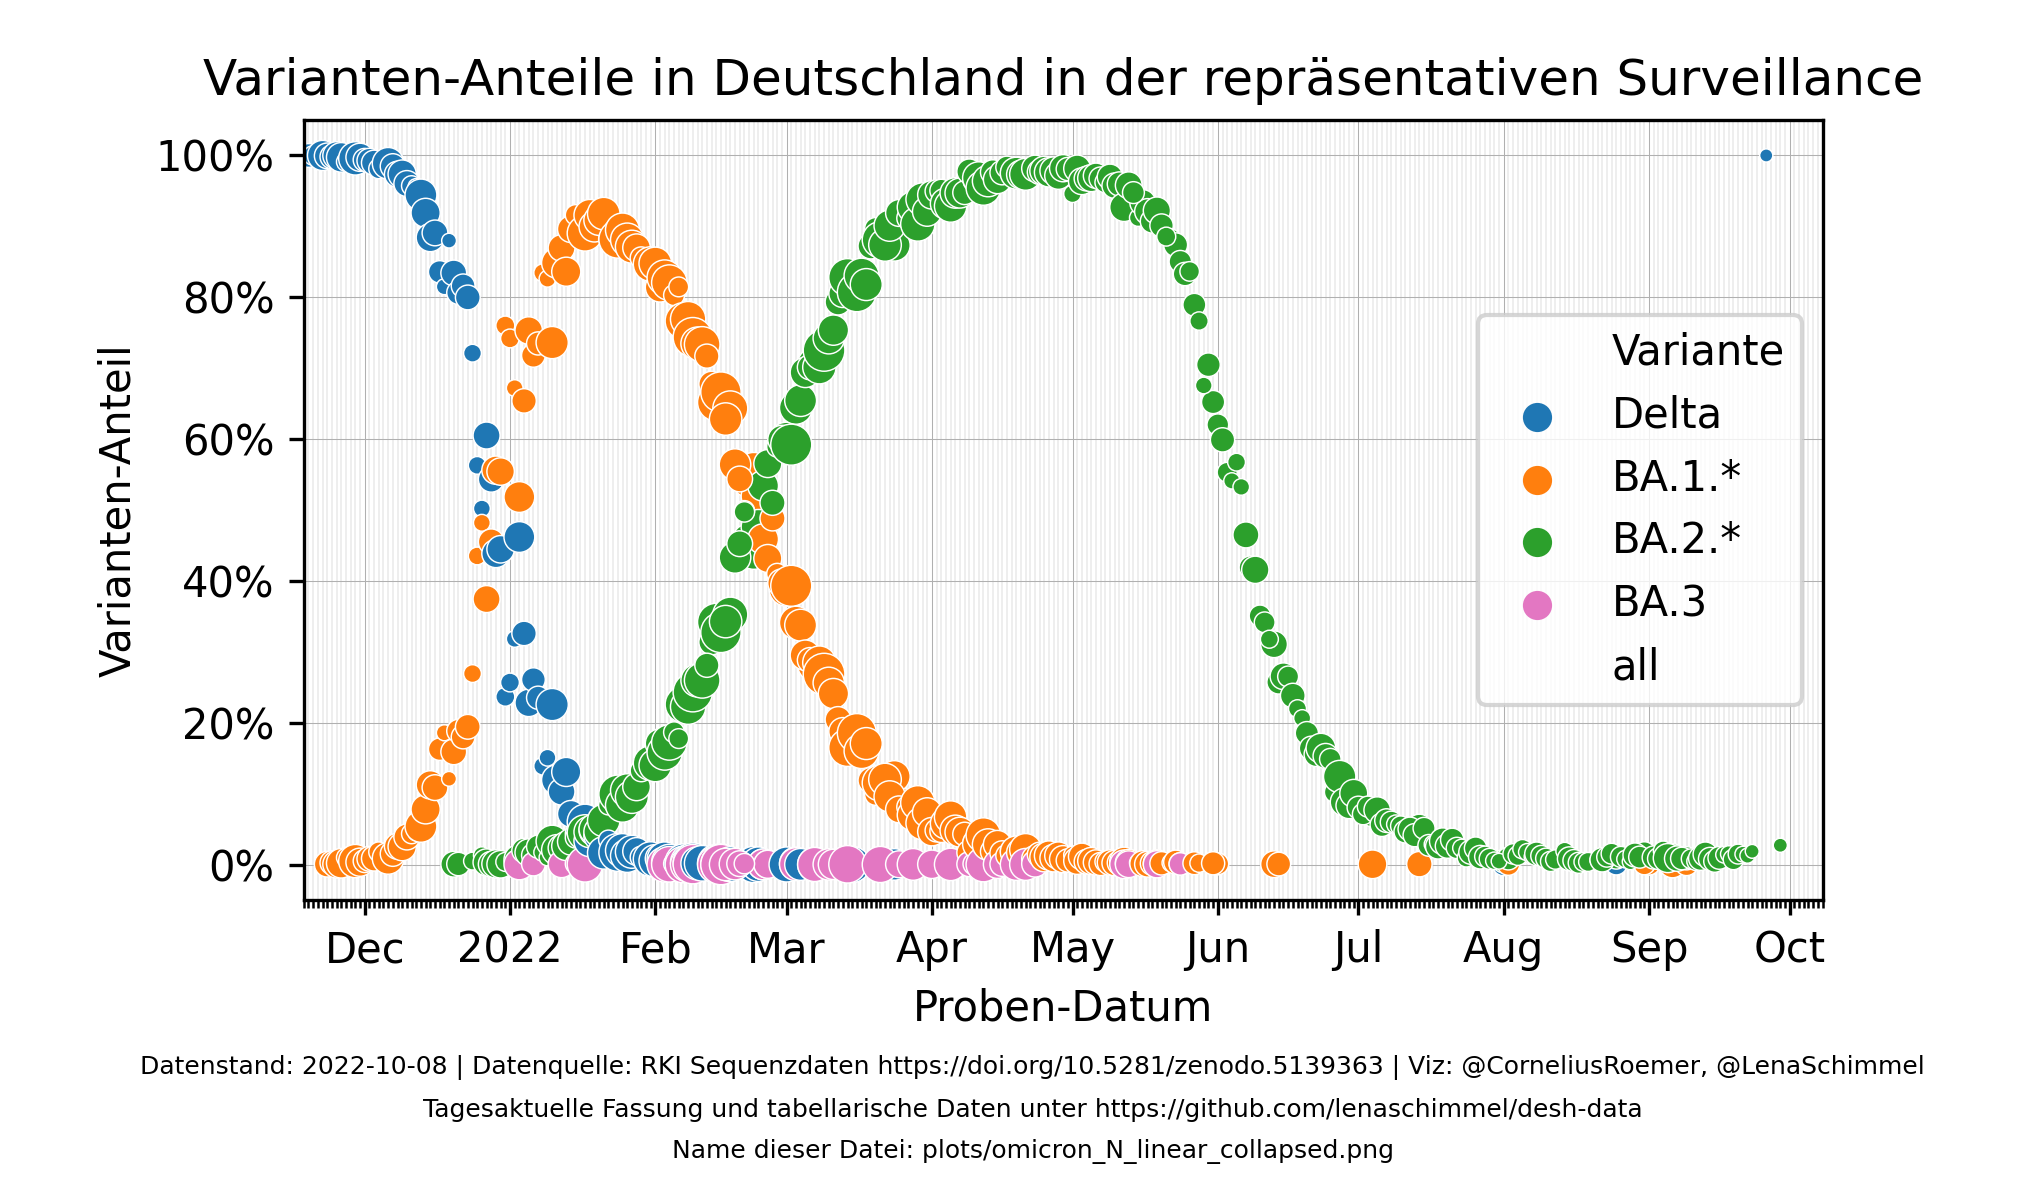 Varianten-Anteile in Deutschland in der repräsentativen Surveillance
Varianten-Anteil
100%
80%
60%
40%
20%
0%
Variante
Delta
BA.1.*
BA.2.*
BA.3
all
Dec 2022 Feb Mar Apr May Jun Jul Aug Sep Oct
Proben-Datum
Datenstand: 2022-10-08 | Datenquelle: RKI Sequenzdaten https://doi.org/10.5281/zenodo.5139363 | Viz: @CorneliusRoemer, @LenaSchimmel
Tagesaktuelle Fassung und tabellarische Daten unter https://github.com/lenaschimmel/desh-data
Name dieser Datei: plots/omicron_N_linear_collapsed.png